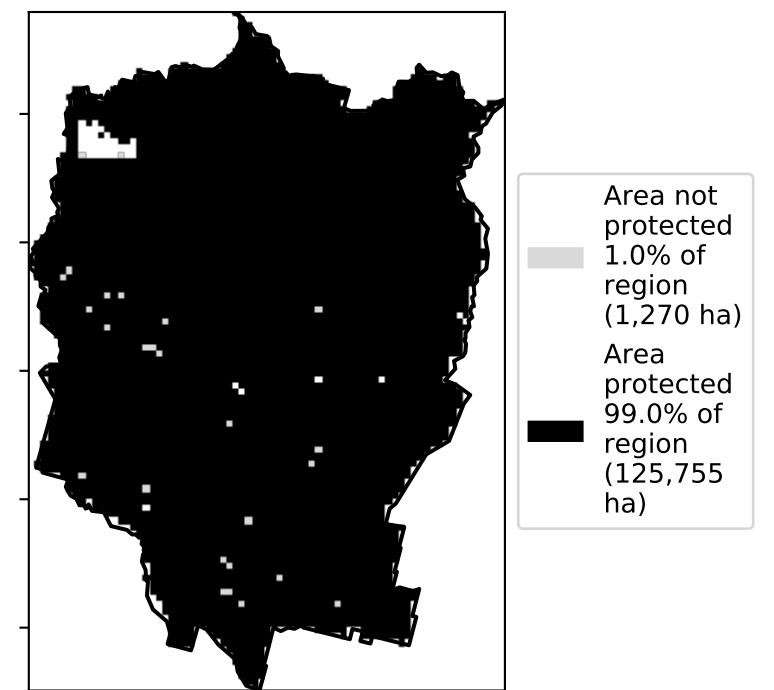 Area not
protected
1.0% of
region
(1,270 ha)
Area
protected
99.0% of
region
(125,755
ha)